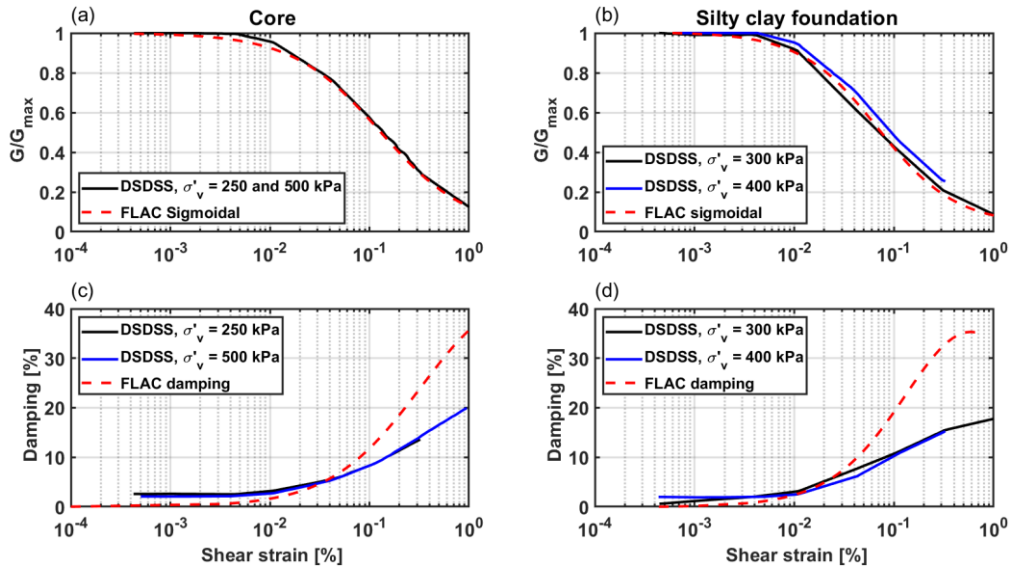 (a)
Core
G/Gmax
1
0.8
0.6
0.4
0.2
0
DSDSS, σ'v = 250 and 500 kPa
FLAC Sigmoidal
10-4 10-3 10-2 10-1 100
(b)
Silty clay foundation
G/Gmax
1
0.8
0.6
0.4
0.2
0
DSDSS, σ'v = 300 kPa
DSDSS, σ'v = 400 kPa
FLAC sigmoidal
10-4 10-3 10-2 10-1 100
(c)
Damping [%]
40
30
20
10
0
DSDSS, σ'v = 250 kPa
DSDSS, σ'v = 500 kPa
FLAC damping
10-4 10-3 10-2 10-1 100
Shear strain [%]
(d)
Damping [%]
40
30
20
10
0
DSDSS, σ'v = 300 kPa
DSDSS, σ'v = 400 kPa
FLAC damping
10-4 10-3 10-2 10-1 100
Shear strain [%]